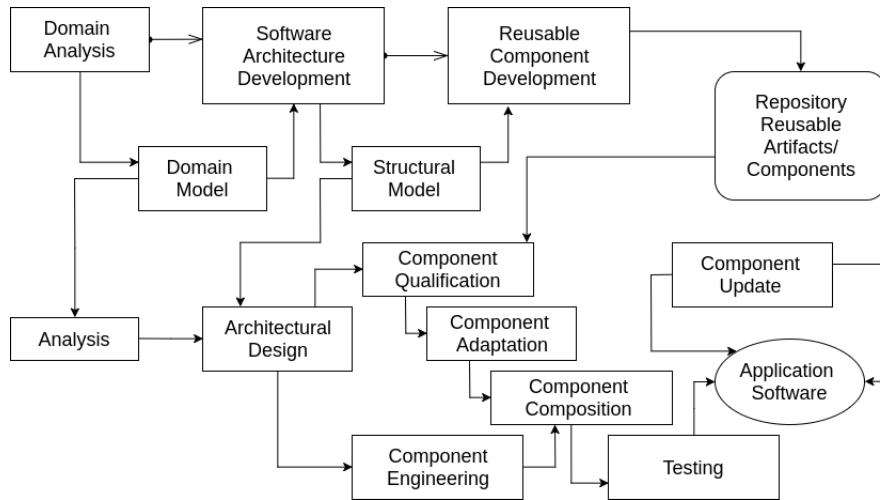 Domain
Analysis
Software
Architecture
Development
Reusable
Component
Development
Repository
Reusable
Artifacts/
Components
Domain
Model
Structural
Model
Component
Qualification
Component
Update
Analysis
Architectural
Design
Component
Adaptation
Application
Software
Component
Composition
Component
Engineering
Testing